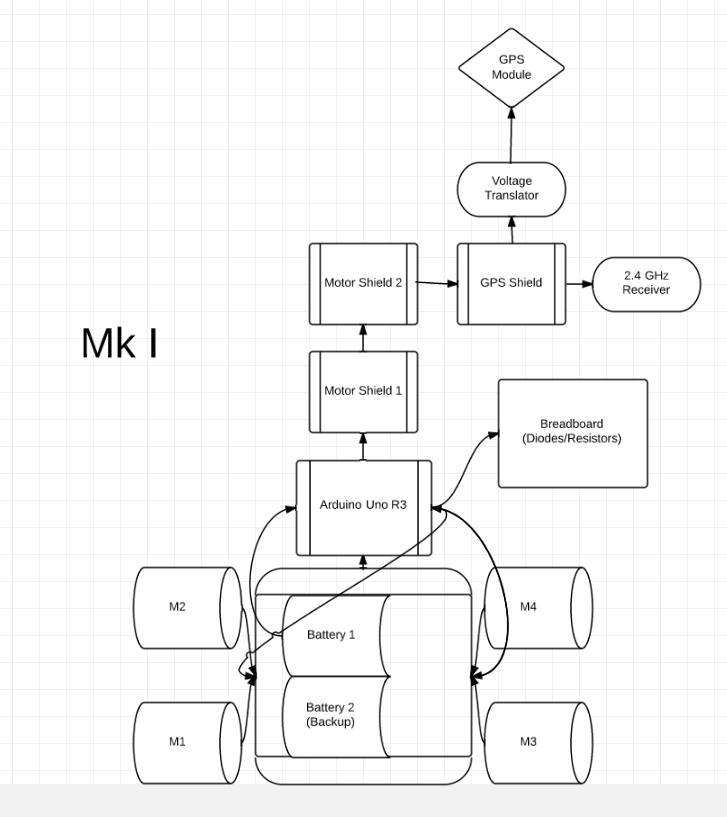 GPS
Module
Voltage
Translator
Motor Shield 2
GPS Shield
2.4 GHz
Receiver
Mk I
Motor Shield 1
Breadboard
(Diodes/Resistors)
Arduino Uno R3
M2
Battery 1
M4
M1
Battery 2
(Backup)
M3